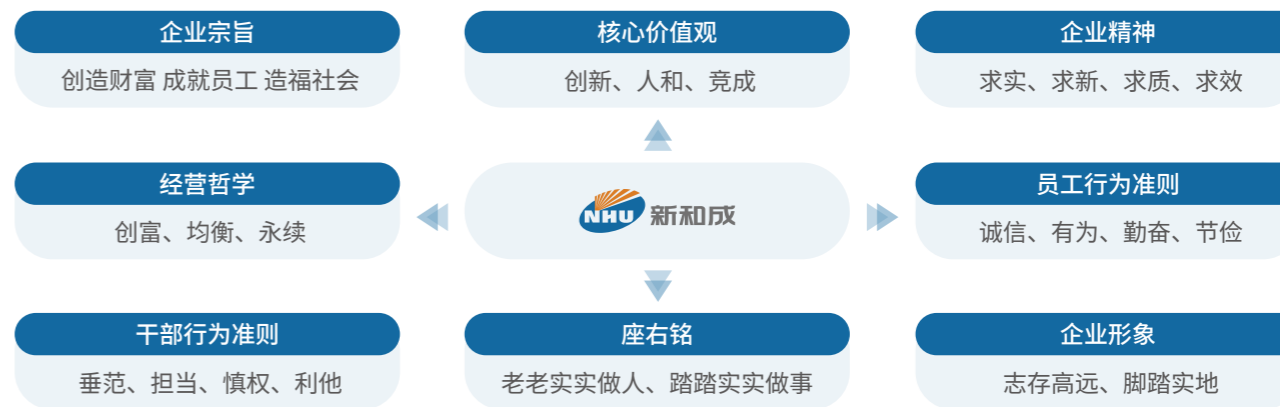 企业宗旨
创造财富 成就员工 造福社会
核心价值观
创新、人和、竞成
企业精神
求实、求新、求质、求效
经营哲学
创富、均衡、永续
NHU 新和成
员工行为准则
诚信、有为、勤奋、节俭
干部行为准则
垂范、担当、慎权、利他
座右铭
老老实实做人、踏踏实实做事
企业形象
志存高远、脚踏实地